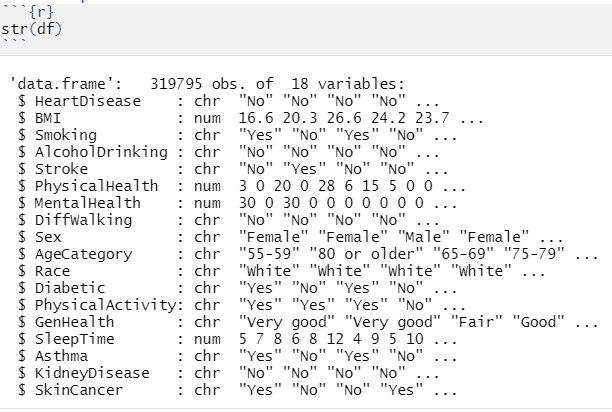 ```{r}
str(df)
```
'data.frame':   319795 obs. of  18 variables:
 $ HeartDisease    : chr  "No" "No" "No" "No" ...
 $ BMI             : num  16.6 20.3 26.6 24.2 23.7 ...
 $ Smoking         : chr  "Yes" "No" "Yes" "No" ...
 $ AlcoholDrinking : chr  "No" "No" "No" "No" ...
 $ Stroke          : chr  "No" "Yes" "No" "No" ...
 $ PhysicalHealth  : num  3 0 20 0 28 6 15 5 0 0 ...
 $ MentalHealth    : num  30 0 30 0 0 0 0 0 0 0 ...
 $ DiffWalking     : chr  "No" "No" "No" "No" ...
 $ Sex             : chr  "Female" "Female" "Male" "Female" ...
 $ AgeCategory     : chr  "55-59" "80 or older" "65-69" "75-79" ...
 $ Race            : chr  "White" "White" "White" "White" ...
 $ Diabetic        : chr  "Yes" "No" "Yes" "No" ...
 $ PhysicalActivity: chr  "Yes" "Yes" "Yes" "No" ...
 $ GenHealth       : chr  "Very good" "Very good" "Fair" "Good" ...
 $ SleepTime       : num  5 7 8 6 8 12 4 9 5 10 ...
 $ Asthma          : chr  "Yes" "No" "Yes" "No" ...
 $ KidneyDisease   : chr  "No" "No" "No" "No" ...
 $ SkinCancer      : chr  "Yes" "No" "No" "Yes" ...